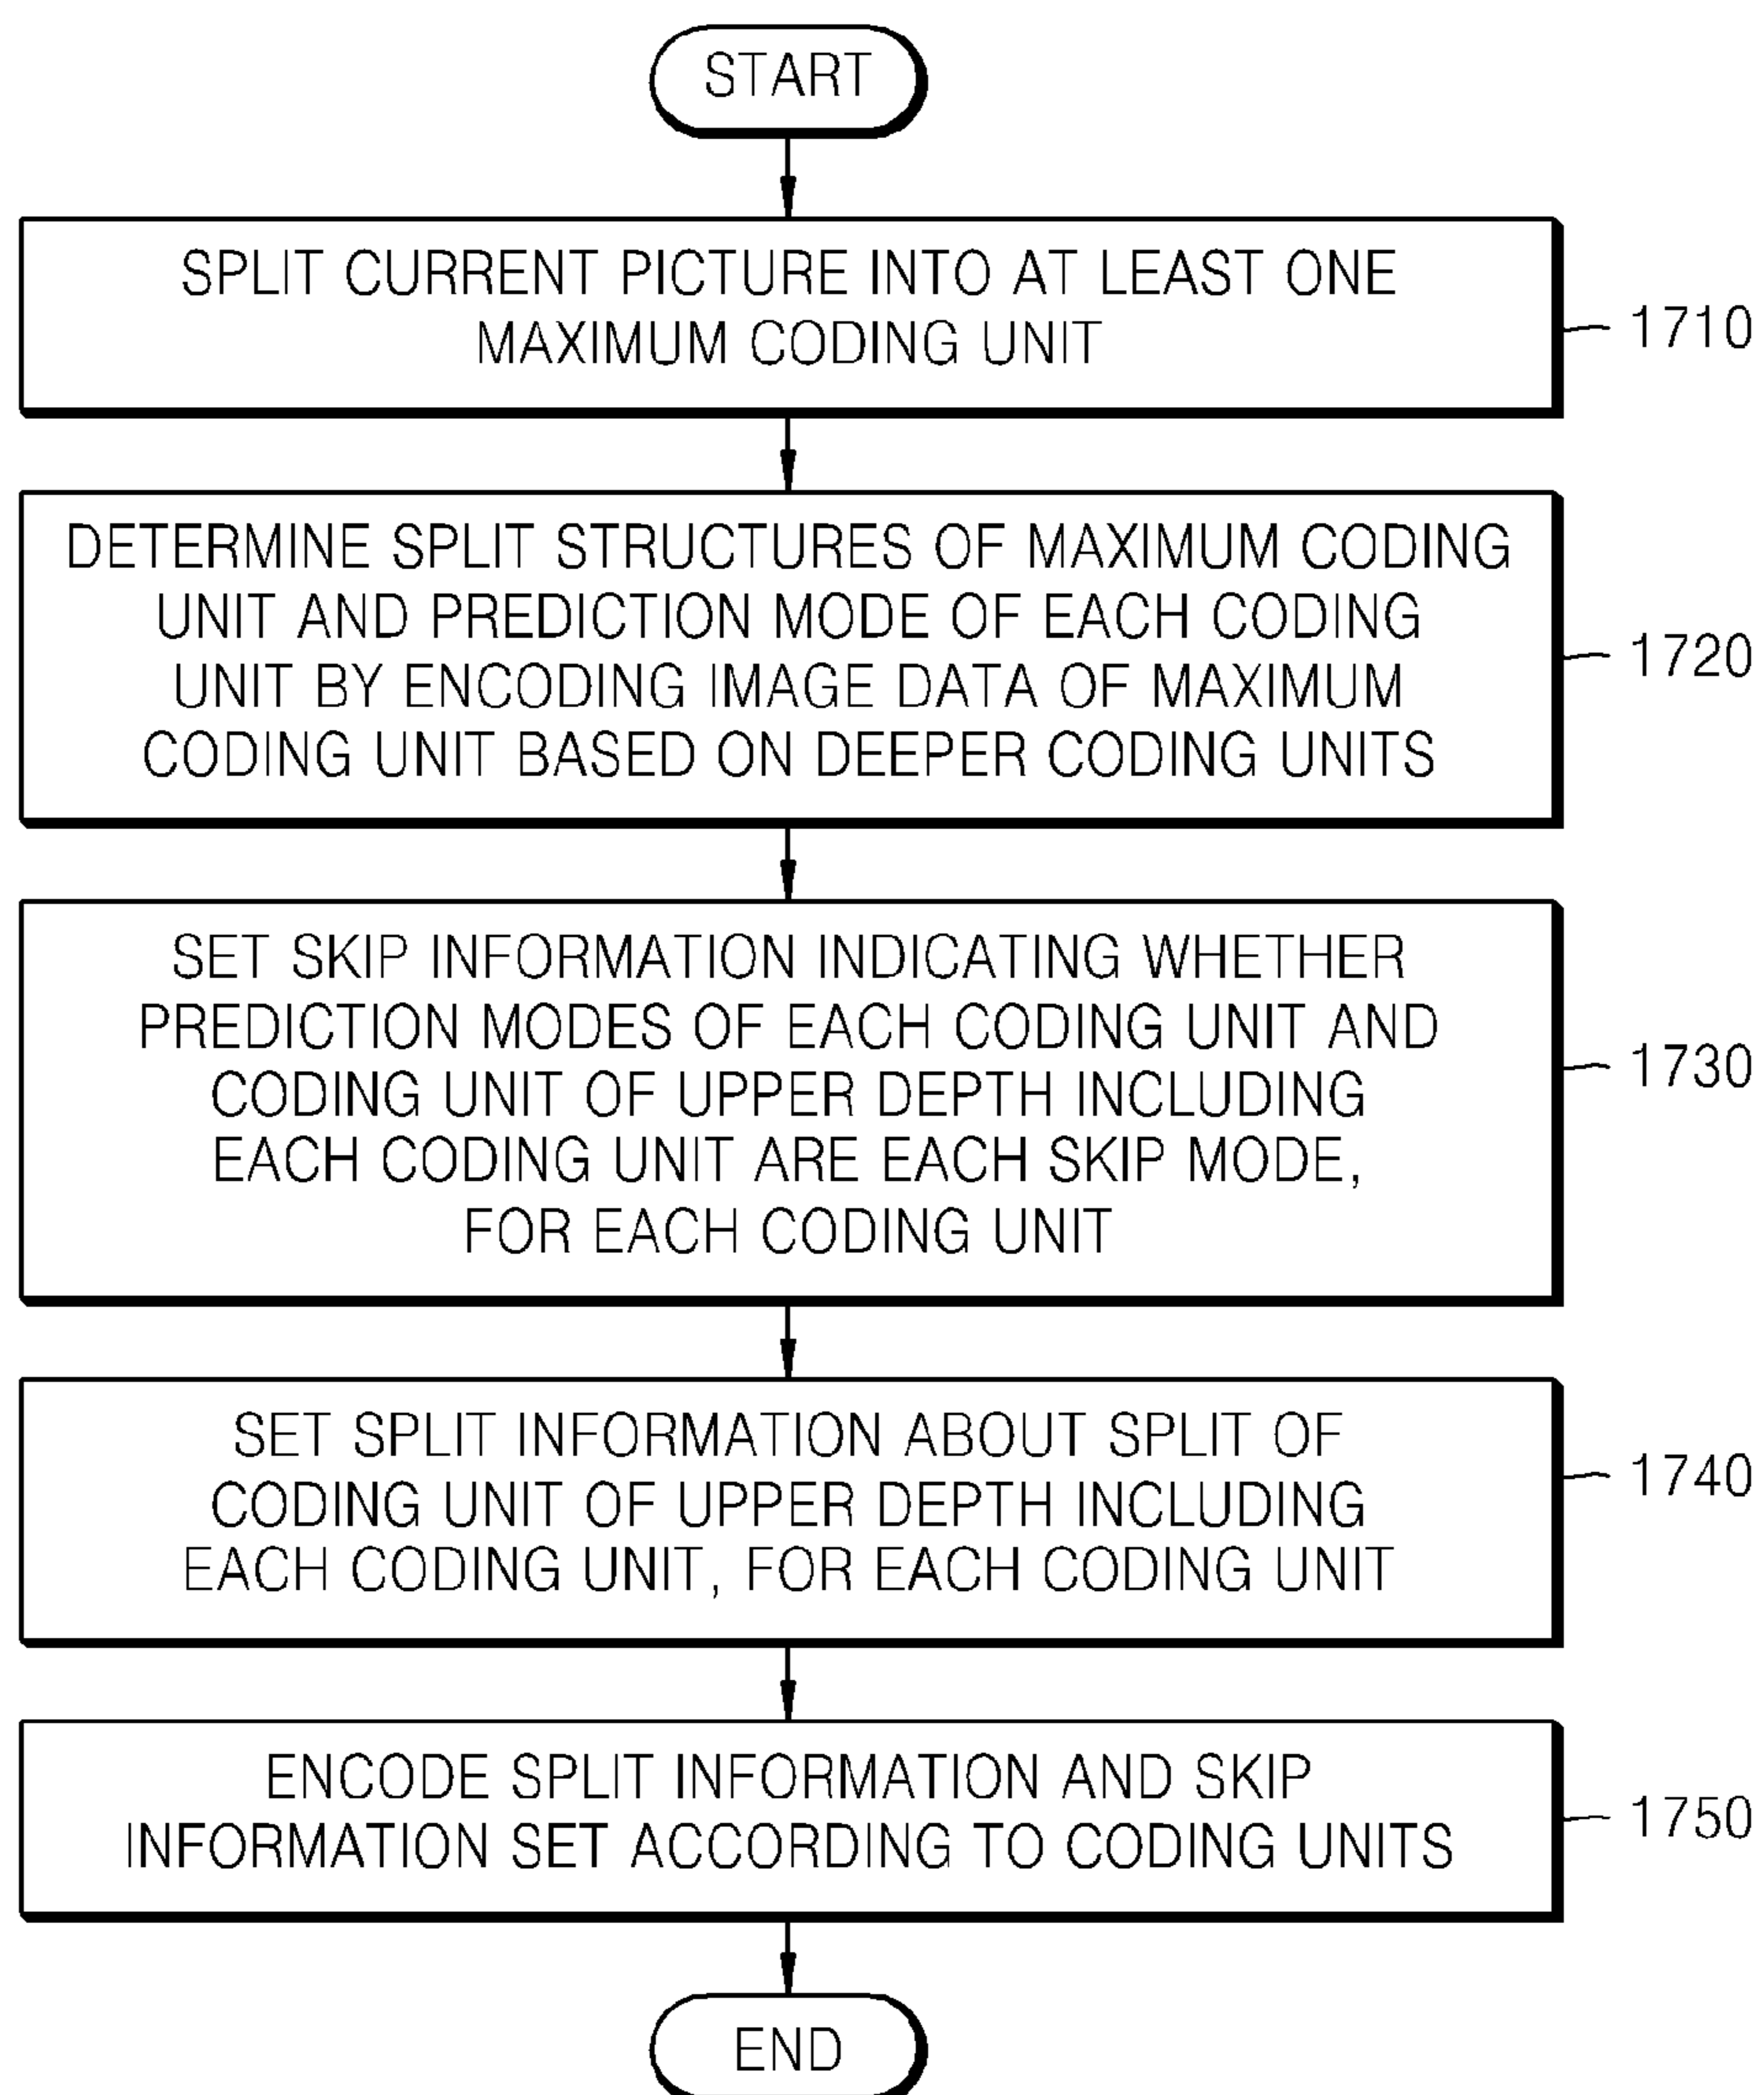 START
SPLIT CURRENT PICTURE INTO AT LEAST ONE
MAXIMUM CODING UNIT
1710
DETERMINE SPLIT STRUCTURES OF MAXIMUM CODING
UNIT AND PREDICTION MODE OF EACH CODING
UNIT BY ENCODING IMAGE DATA OF MAXIMUM
CODING UNIT BASED ON DEEPER CODING UNITS
1720
SET SKIP INFORMATION INDICATING WHETHER
PREDICTION MODES OF EACH CODING UNIT AND
CODING UNIT OF UPPER DEPTH INCLUDING
EACH CODING UNIT ARE EACH SKIP MODE,
FOR EACH CODING UNIT
1730
SET SPLIT INFORMATION ABOUT SPLIT OF
CODING UNIT OF UPPER DEPTH INCLUDING
EACH CODING UNIT, FOR EACH CODING UNIT
1740
ENCODE SPLIT INFORMATION AND SKIP
INFORMATION SET ACCORDING TO CODING UNITS
1750
END